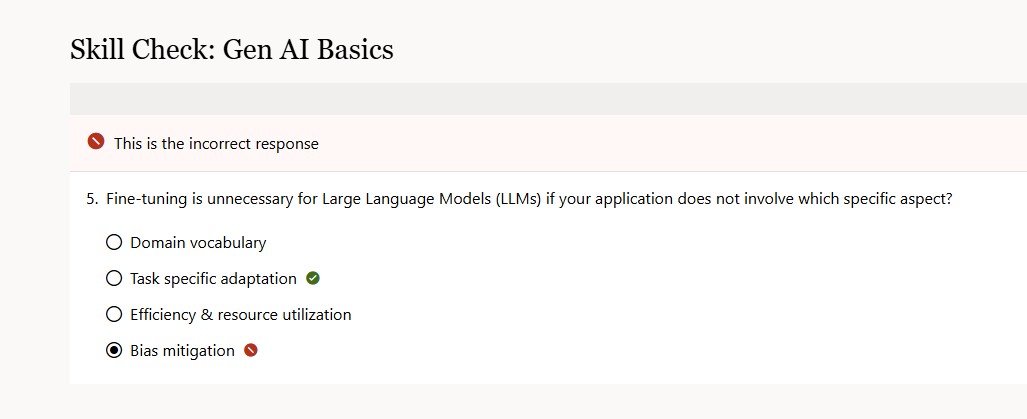 Skill Check: Gen AI Basics
This is the incorrect response
5. Fine-tuning is unnecessary for Large Language Models (LLMs) if your application does not involve which specific aspect?
Domain vocabulary
Task specific adaptation
Efficiency & resource utilization
Bias mitigation